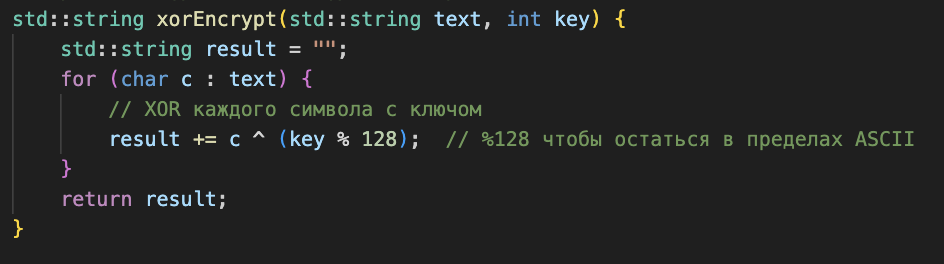 std::string xorEncrypt(std::string text, int key) {
    std::string result = "";
    for (char c : text) {
        // XOR каждого символа с ключом
        result += c ^ (key % 128);  // %128 чтобы остаться в пределах ASCII
    }
    return result;
}